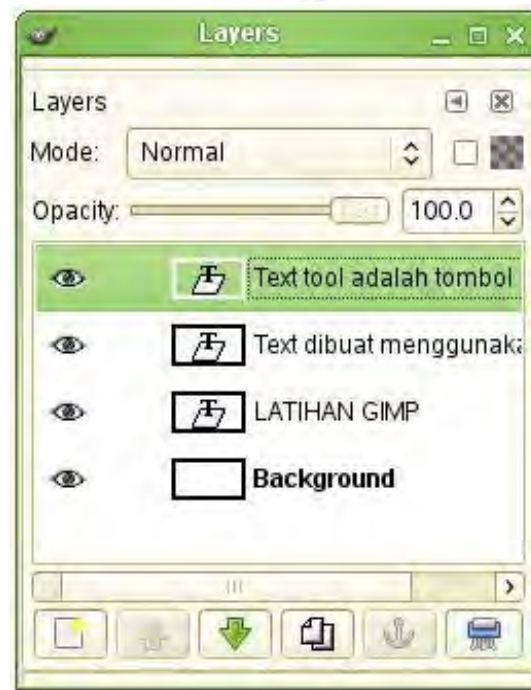 Layers
Layers
Mode: Normal
Opacity: 100.0
Text tool adalah tombol
Text dibuat menggunaka
LATIHAN GIMP
Background